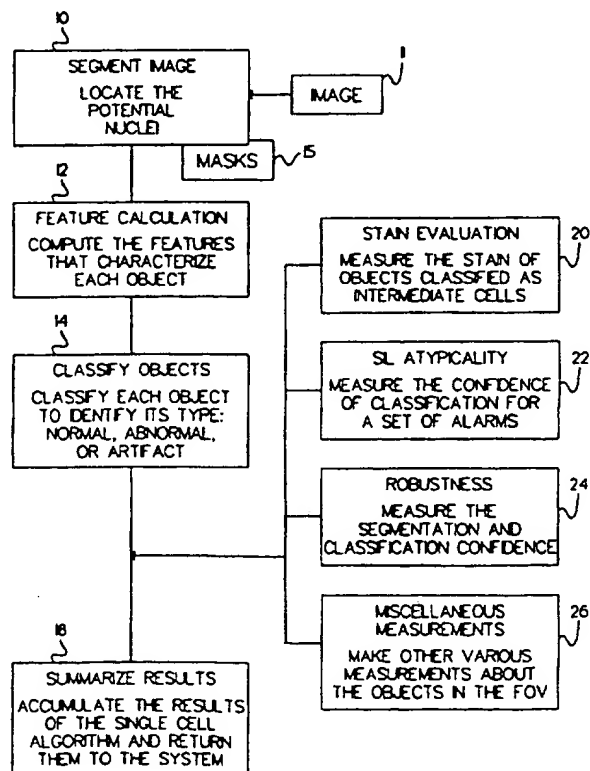 10
SEGMENT IMAGE
LOCATE THE
POTENTIAL
NUCLEI
1
IMAGE
MASKS
15
12
FEATURE CALCULATION
COMPUTE THE FEATURES
THAT CHARACTERIZE
EACH OBJECT
14
CLASSIFY OBJECTS
CLASSIFY EACH OBJECT
TO IDENTIFY ITS TYPE:
NORMAL, ABNORMAL,
OR ARTIFACT
STAIN EVALUATION
MEASURE THE STAIN OF
OBJECTS CLASSFIED AS
INTERMEDIATE CELLS
20
SIL ATYPICALITY
MEASURE THE CONFIDENCE
OF CLASSIFICATION FOR
A SET OF ALARMS
22
ROBUSTNESS
MEASURE THE
SEGMENTATION AND
CLASSIFICATION CONFIDENCE
24
MISCELLANEOUS
MEASUREMENTS
MAKE OTHER VARIOUS
MEASUREMENTS ABOUT
THE OBJECTS IN THE FOV
26
18
SUMMARIZE RESULTS
ACCUMULATE THE RESULTS
OF THE SINGLE CELL
ALGORITHM AND RETURN
THEM TO THE SYSTEM